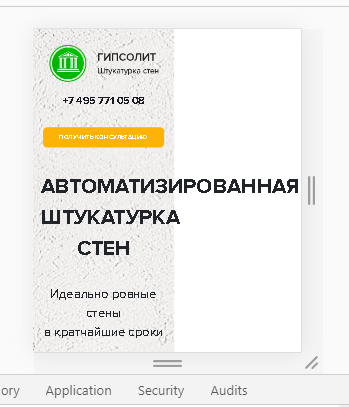 ГИПСОЛИТ
Штукатурка стен
+7 495 771 05 08
ПОЛУЧИТЬ КОНСУЛЬТАЦИЮ
АВТОМАТИЗИРОВАННАЯ
ШТУКАТУРКА
СТЕН
Идеально ровные
стены
в кратчайшие сроки
ory Application Security Audits